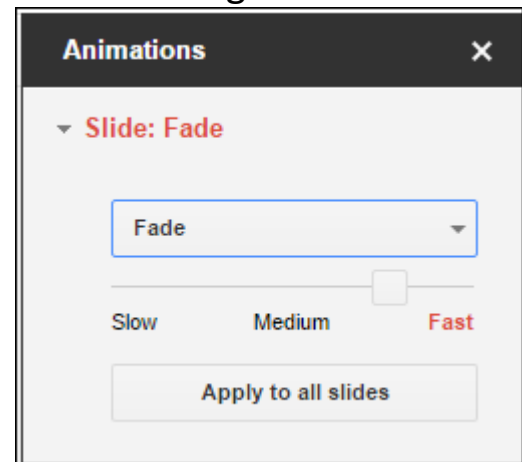 Animations ×
Slide: Fade
Fade
Slow Medium Fast
Apply to all slides